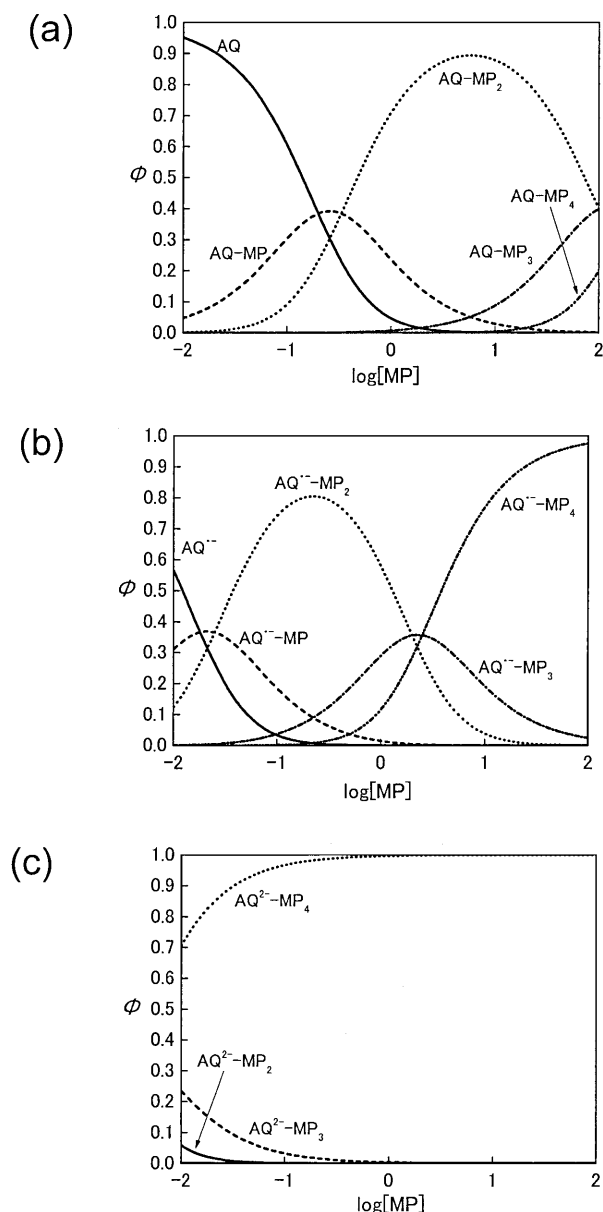 (a)
1.0
0.9
0.8
0.7
0.6
0.5
0.4
0.3
0.2
0.1
0.0
Φ
AQ
AQ-MP₂
AQ-MP₄
AQ-MP
AQ-MP₃
−2 −1 0 1 2
log[MP]
(b)
1.0
0.9
0.8
0.7
0.6
0.5
0.4
0.3
0.2
0.1
0.0
Φ
AQ˙⁻-MP₂
AQ˙⁻-MP₄
AQ˙⁻
AQ˙⁻-MP
AQ˙⁻-MP₃
−2 −1 0 1 2
log[MP]
(c)
1.0
0.9
0.8
0.7
0.6
0.5
0.4
0.3
0.2
0.1
0.0
Φ
AQ²⁻-MP₄
AQ²⁻-MP₂
AQ²⁻-MP₃
−2 −1 0 1 2
log[MP]